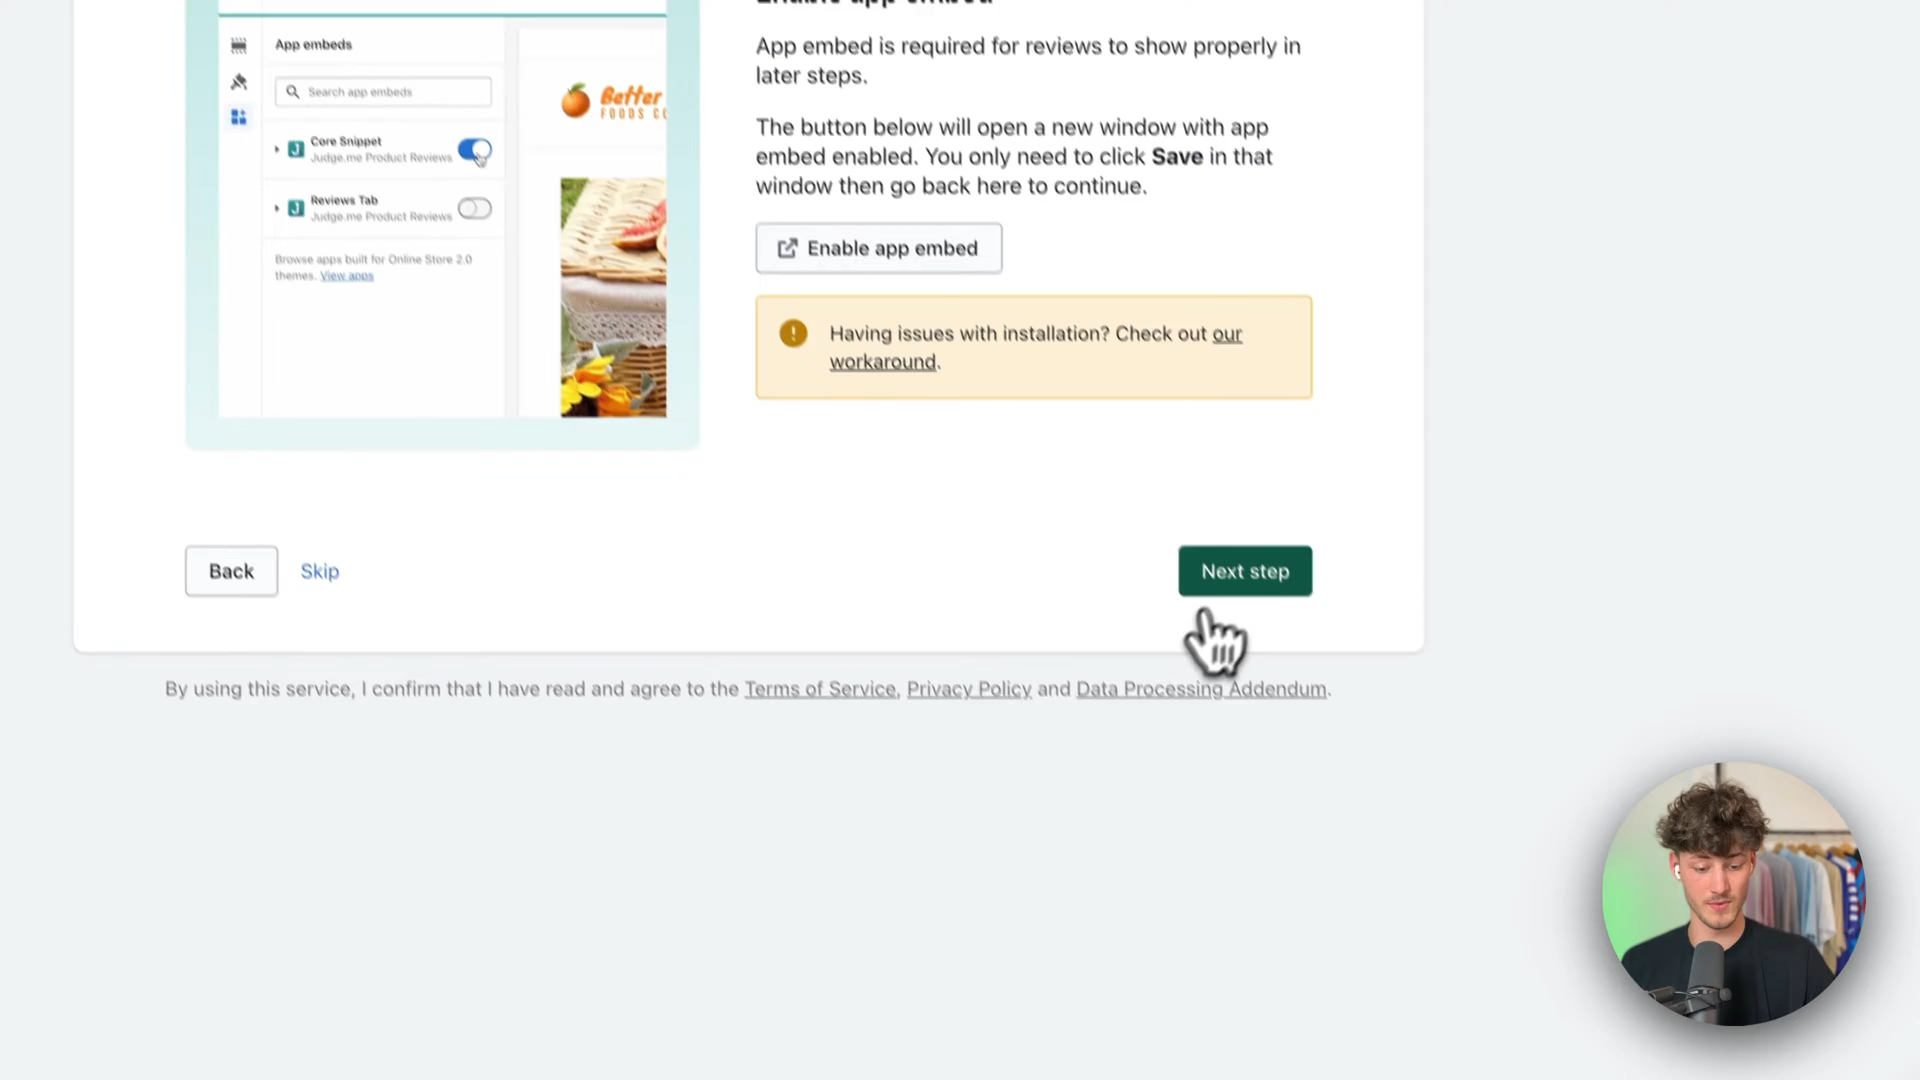 Enable app embed
App embeds
App embed is required for reviews to show properly in
later steps.
Search app embeds
Better
FOODS CO
The button below will open a new window with app
embed enabled. You only need to click Save in that
window then go back here to continue.
Core Snippet
Judge.me Product Reviews
Reviews Tab
Judge.me Product Reviews
Enable app embed
Browse apps built for Online Store 2.0
themes. View apps
Having issues with installation? Check out our
workaround.
Back
Skip
Next step
By using this service, I confirm that I have read and agree to the Terms of Service, Privacy Policy and Data Processing Addendum.